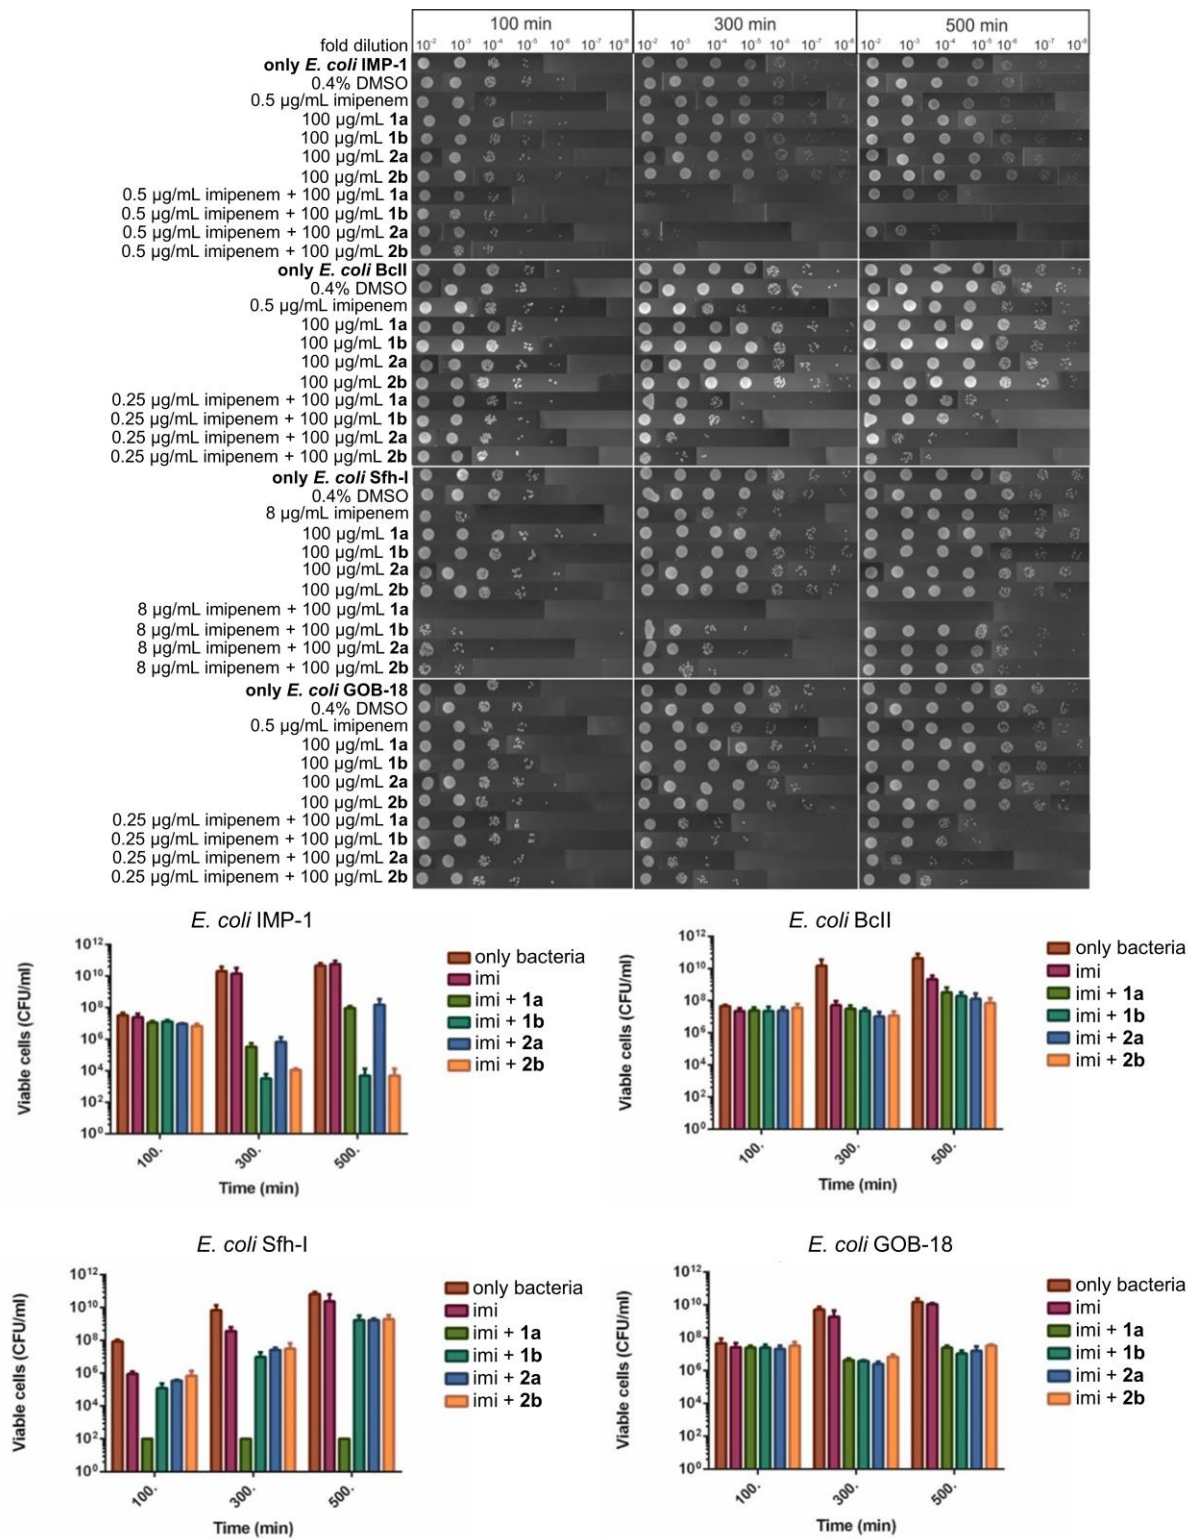 100 min 300 min 500 min
fold dilution 10⁻² 10⁻³ 10⁻⁴ 10⁻⁵ 10⁻⁶ 10⁻⁷ 10⁻⁸ 10⁻² 10⁻³ 10⁻⁴ 10⁻⁵ 10⁻⁶ 10⁻⁷ 10⁻⁸ 10⁻² 10⁻³ 10⁻⁴ 10⁻⁵ 10⁻⁶ 10⁻⁷ 10⁻⁸
only E. coli IMP-1
0.4% DMSO
0.5 µg/mL imipenem
100 µg/mL 1a
100 µg/mL 1b
100 µg/mL 2a
100 µg/mL 2b
0.5 µg/mL imipenem + 100 µg/mL 1a
0.5 µg/mL imipenem + 100 µg/mL 1b
0.5 µg/mL imipenem + 100 µg/mL 2a
0.5 µg/mL imipenem + 100 µg/mL 2b
only E. coli BcII
0.4% DMSO
0.5 µg/mL imipenem
100 µg/mL 1a
100 µg/mL 1b
100 µg/mL 2a
100 µg/mL 2b
0.25 µg/mL imipenem + 100 µg/mL 1a
0.25 µg/mL imipenem + 100 µg/mL 1b
0.25 µg/mL imipenem + 100 µg/mL 2a
0.25 µg/mL imipenem + 100 µg/mL 2b
only E. coli Sfh-I
0.4% DMSO
8 µg/mL imipenem
100 µg/mL 1a
100 µg/mL 1b
100 µg/mL 2a
100 µg/mL 2b
8 µg/mL imipenem + 100 µg/mL 1a
8 µg/mL imipenem + 100 µg/mL 1b
8 µg/mL imipenem + 100 µg/mL 2a
8 µg/mL imipenem + 100 µg/mL 2b
only E. coli GOB-18
0.4% DMSO
0.5 µg/mL imipenem
100 µg/mL 1a
100 µg/mL 1b
100 µg/mL 2a
100 µg/mL 2b
0.25 µg/mL imipenem + 100 µg/mL 1a
0.25 µg/mL imipenem + 100 µg/mL 1b
0.25 µg/mL imipenem + 100 µg/mL 2a
0.25 µg/mL imipenem + 100 µg/mL 2b
E. coli IMP-1
Viable cells (CFU/ml)
10¹²
10¹⁰
10⁸
10⁶
10⁴
10²
10⁰
100.
300.
500.
Time (min)
only bacteria
imi
imi + 1a
imi + 1b
imi + 2a
imi + 2b
E. coli BcII
Viable cells (CFU/ml)
10¹²
10¹⁰
10⁸
10⁶
10⁴
10²
10⁰
100.
300.
500.
Time (min)
only bacteria
imi
imi + 1a
imi + 1b
imi + 2a
imi + 2b
E. coli Sfh-I
Viable cells (CFU/ml)
10¹²
10¹⁰
10⁸
10⁶
10⁴
10²
10⁰
100.
300.
500.
Time (min)
only bacteria
imi
imi + 1a
imi + 1b
imi + 2a
imi + 2b
E. coli GOB-18
Viable cells (CFU/ml)
10¹²
10¹⁰
10⁸
10⁶
10⁴
10²
10⁰
100.
300.
500.
Time (min)
only bacteria
imi
imi + 1a
imi + 1b
imi + 2a
imi + 2b